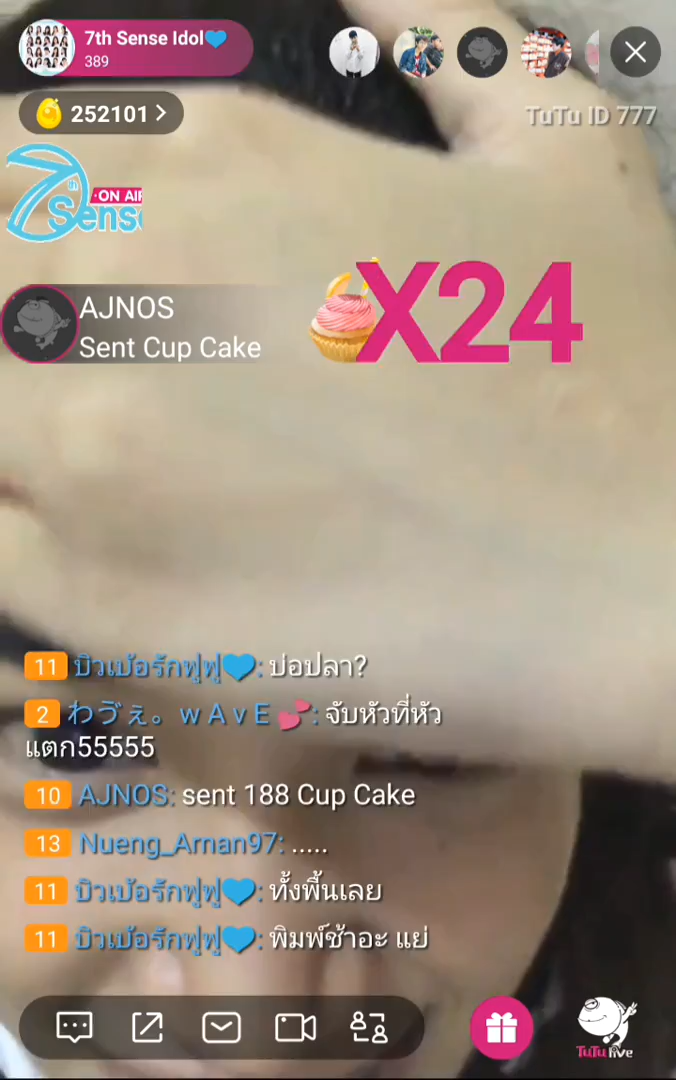 7th Sense Idol💙
389
252101 >
TuTu ID 777
7th Sense
•ON AIR
AJNOS
Sent Cup Cake
X24
11 บิวเบ้อรักฟูฟู💙: บ่อปลา?
2 わゔぇ。w A v E 💕: จับหัวที่หัว
แตก55555
10 AJNOS: sent 188 Cup Cake
13 Nueng_Arnan97: .....
11 บิวเบ้อรักฟูฟู💙: ทั้งพื้นเลย
11 บิวเบ้อรักฟูฟู💙: พิมพ์ช้าอะ แย่
TuTu live